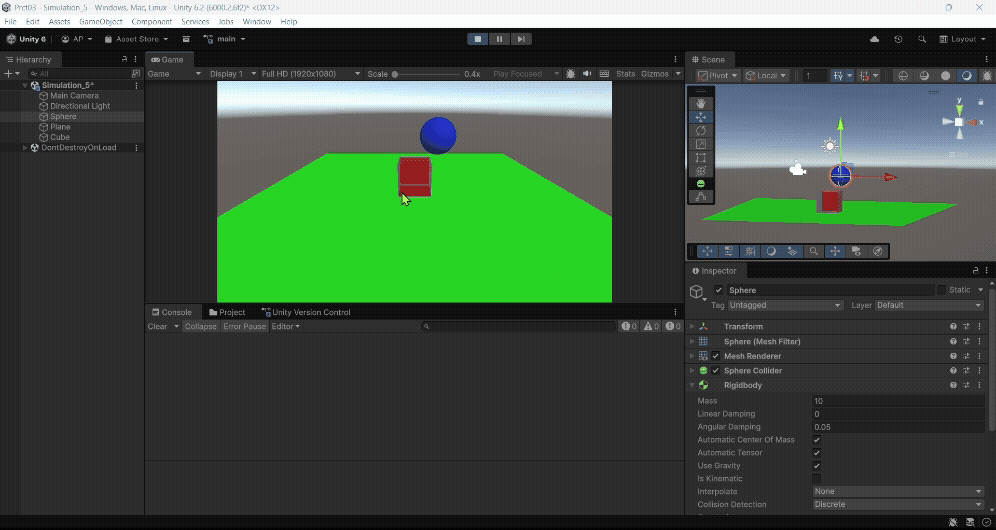 Prct03 - Simulation_5 - Windows, Mac, Linux - Unity 6.2 (6000.2.6f2)* <DX12>
File Edit Assets GameObject Component Services Jobs Window Help
Unity 6 AP Asset Store main Layout
Hierarchy
All
Simulation_5*
Main Camera
Directional Light
Sphere
Plane
Cube
DontDestroyOnLoad
Game
Game Display 1 Full HD (1920x1080) Scale 0.4x Play Focused Stats Gizmos
Console Project Unity Version Control
Clear Collapse Error Pause Editor 0 0 0
Scene
Pivot Local 1
y
x
Inspector
Sphere Static
Tag Untagged Layer Default
Transform
Sphere (Mesh Filter)
Mesh Renderer
Sphere Collider
Rigidbody
Mass 10
Linear Damping 0
Angular Damping 0.05
Automatic Center Of Mass
Automatic Tensor
Use Gravity
Is Kinematic
Interpolate None
Collision Detection Discrete